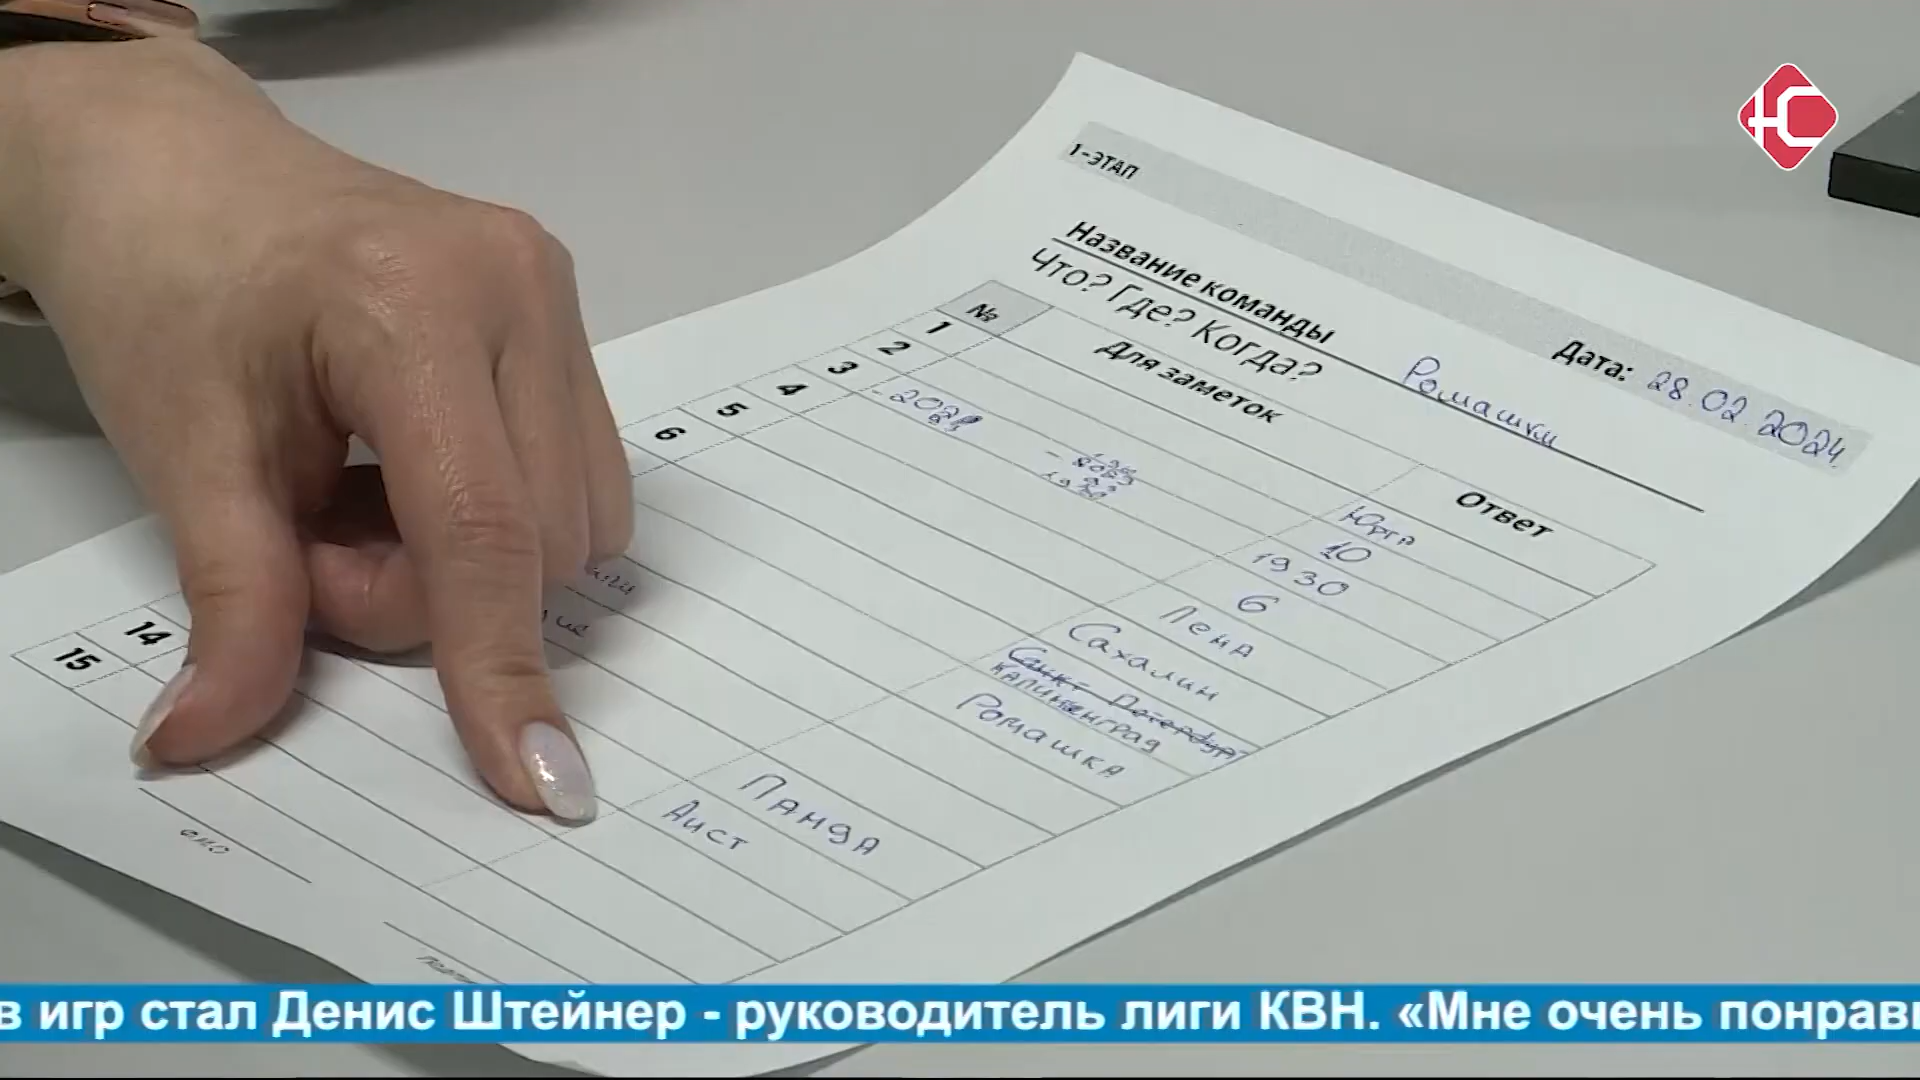 1-ЭТАП
Дата: 28.02.2024
Название команды Ромашки
Что? Где? Когда?
№ Для заметок Ответ
1 Юрга
2 10
3 - 2024 1930
4 6
5 Лена
6 Сахалин
Санкт-Петербург
Калининград
Ромашка
Панда
Аист
14
15
Ф.И.О
в игр стал Денис Штейнер - руководитель лиги КВН. «Мне очень понрави